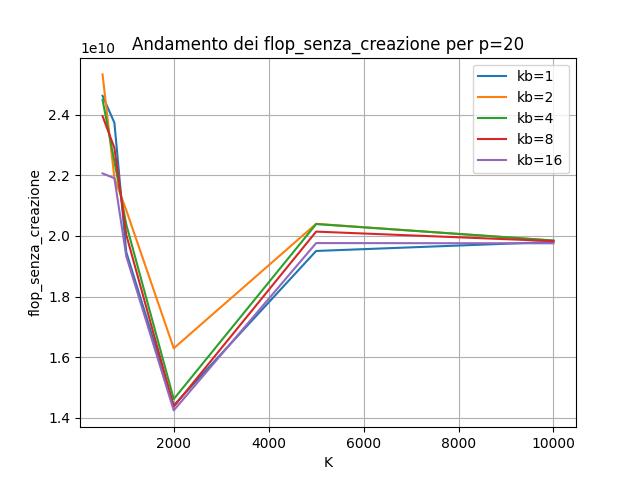 Andamento dei flop_senza_creazione per p=20
1e10
kb=1
kb=2
kb=4
kb=8
kb=16
2.4
2.2
2.0
1.8
1.6
1.4
flop_senza_creazione
2000 4000 6000 8000 10000
K